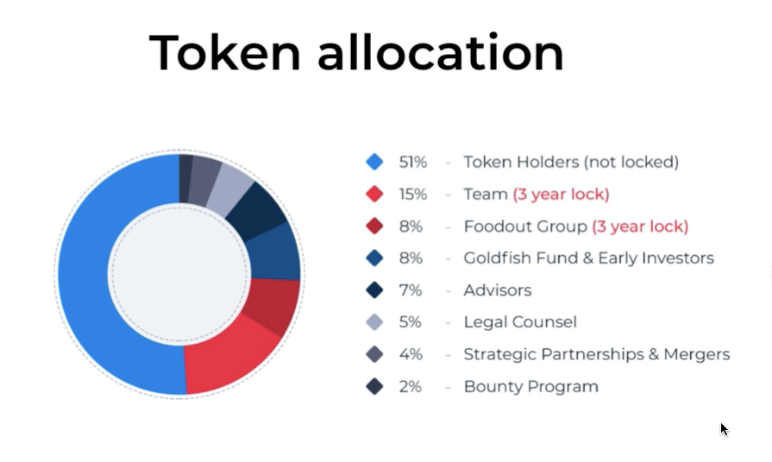 Token allocation
51% - Token Holders (not locked)
15% - Team (3 year lock)
8% - Foodout Group (3 year lock)
8% - Goldfish Fund & Early Investors
7% - Advisors
5% - Legal Counsel
4% - Strategic Partnerships & Mergers
2% - Bounty Program